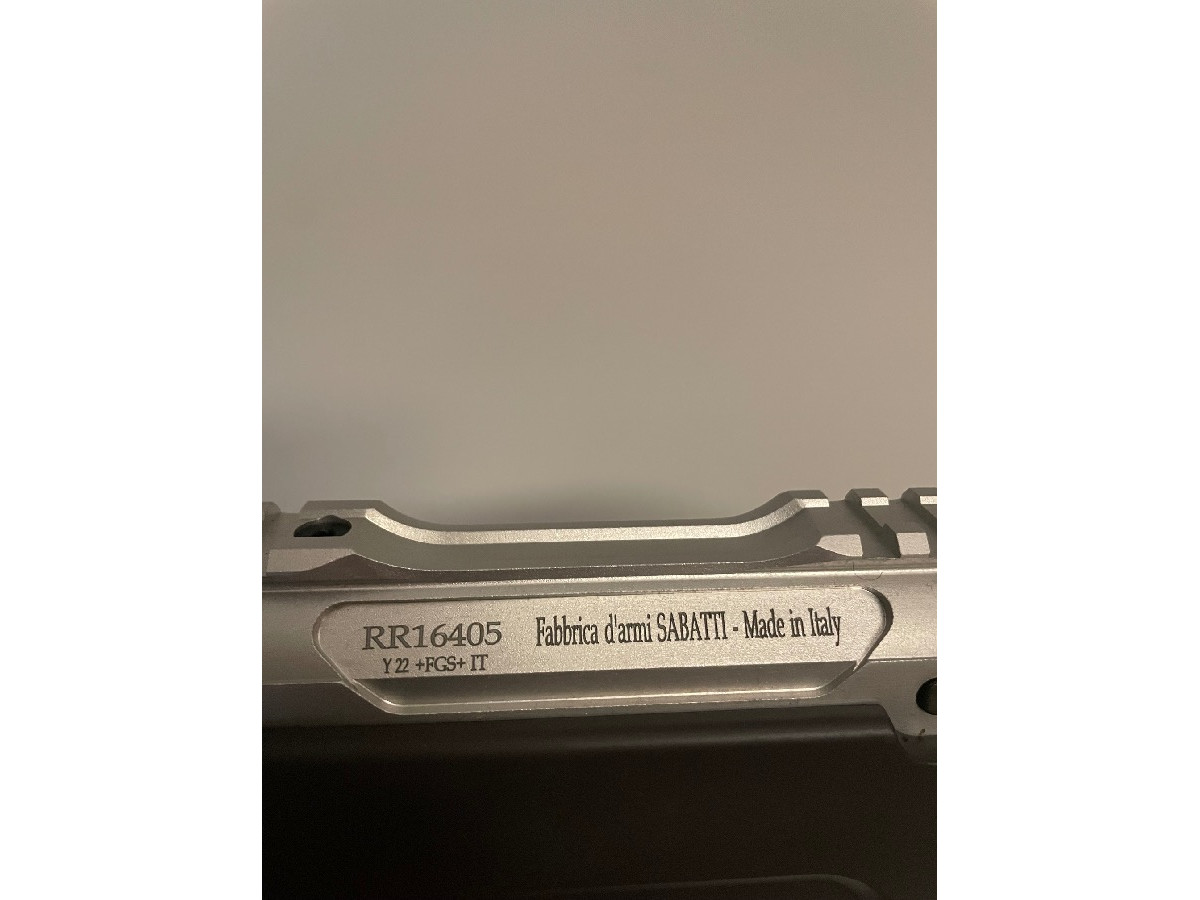 RR16405 Fabbrica d'armi SABATTI - Made in Italy
Y 22 +FGS+ IT